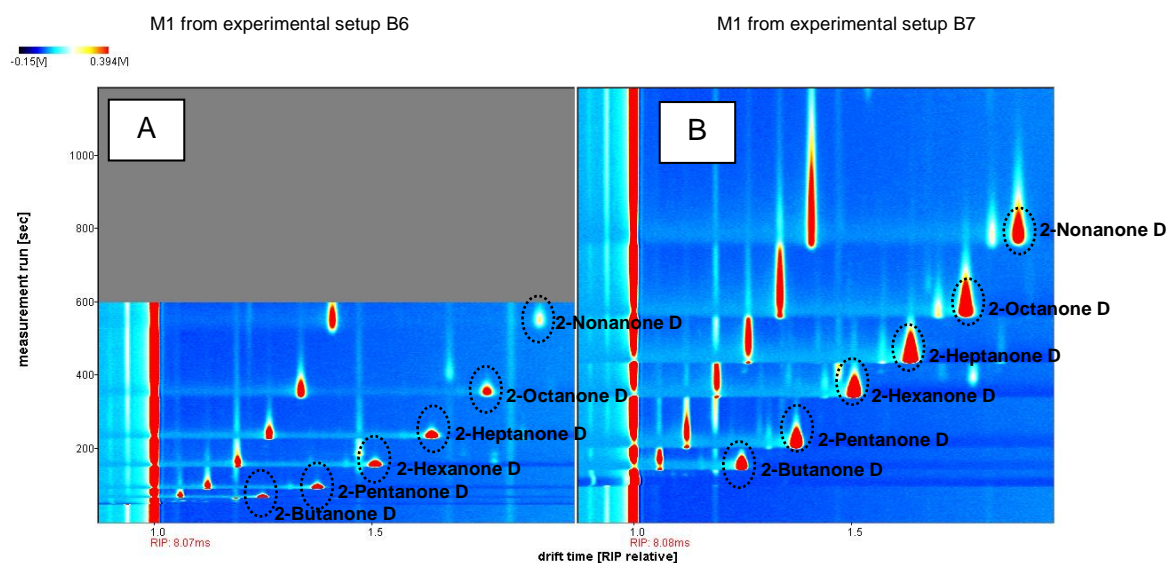 M1 from experimental setup B6
M1 from experimental setup B7
-0.15[V] 0.394[V]
A
B
measurement run [sec]
1000
800
600
400
200
2-Nonanone D
2-Octanone D
2-Heptanone D
2-Hexanone D
2-Pentanone D
2-Butanone D
2-Nonanone D
2-Octanone D
2-Heptanone D
2-Hexanone D
2-Pentanone D
2-Butanone D
1.0 1.5
RIP: 8.07ms
1.0 1.5
RIP: 8.08ms
drift time [RIP relative]